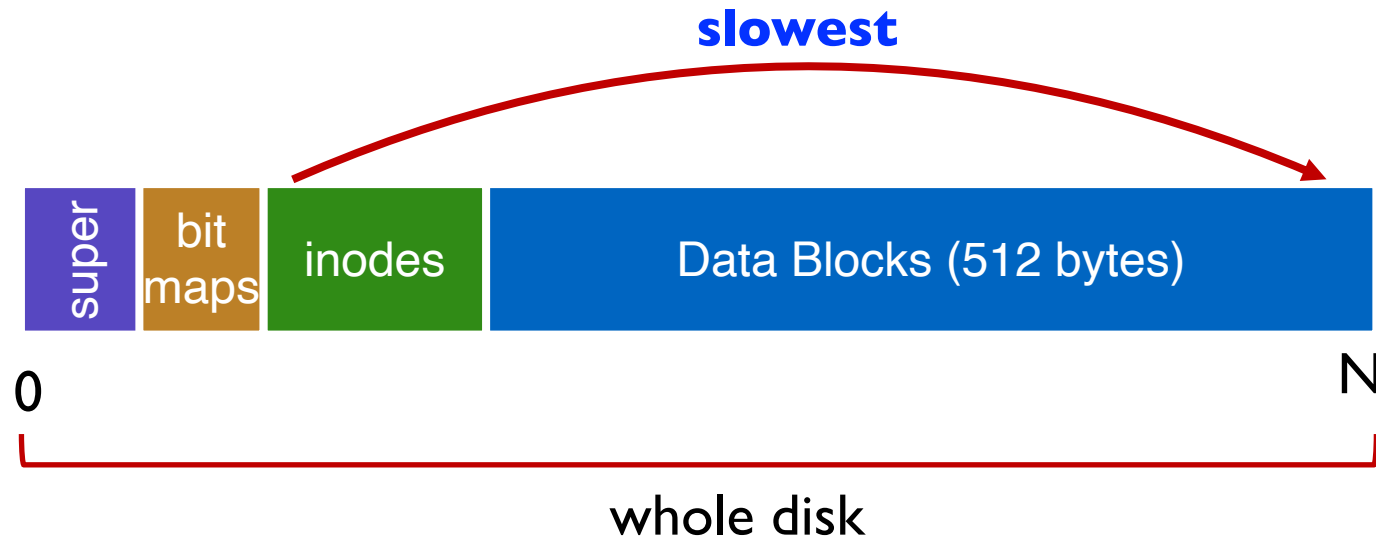 slowest
super
bit
maps
inodes
Data Blocks (512 bytes)
0
N
whole disk